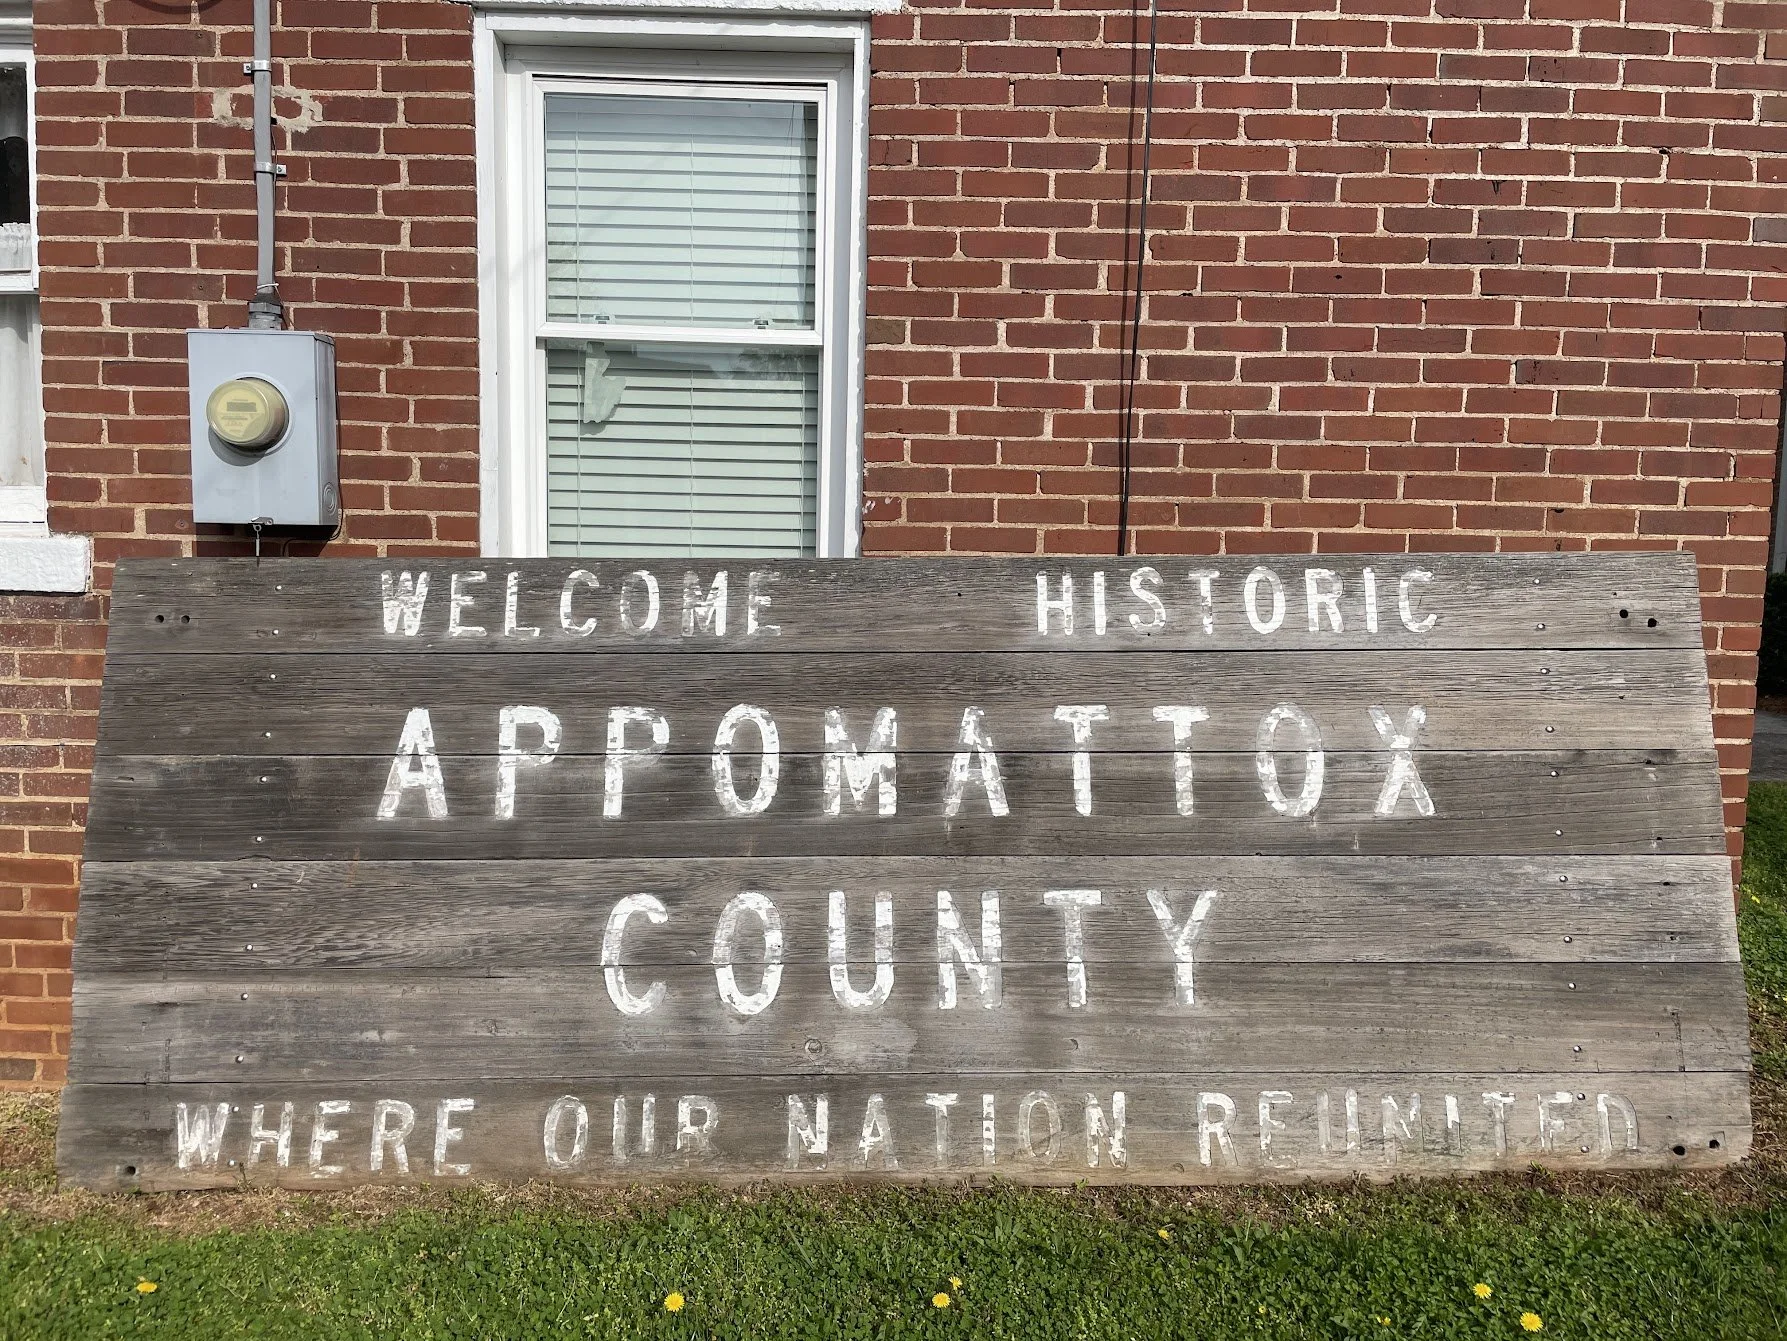 WELCOME HISTORIC
APPOMATTOX
COUNTY
WHERE OUR NATION REUNITED